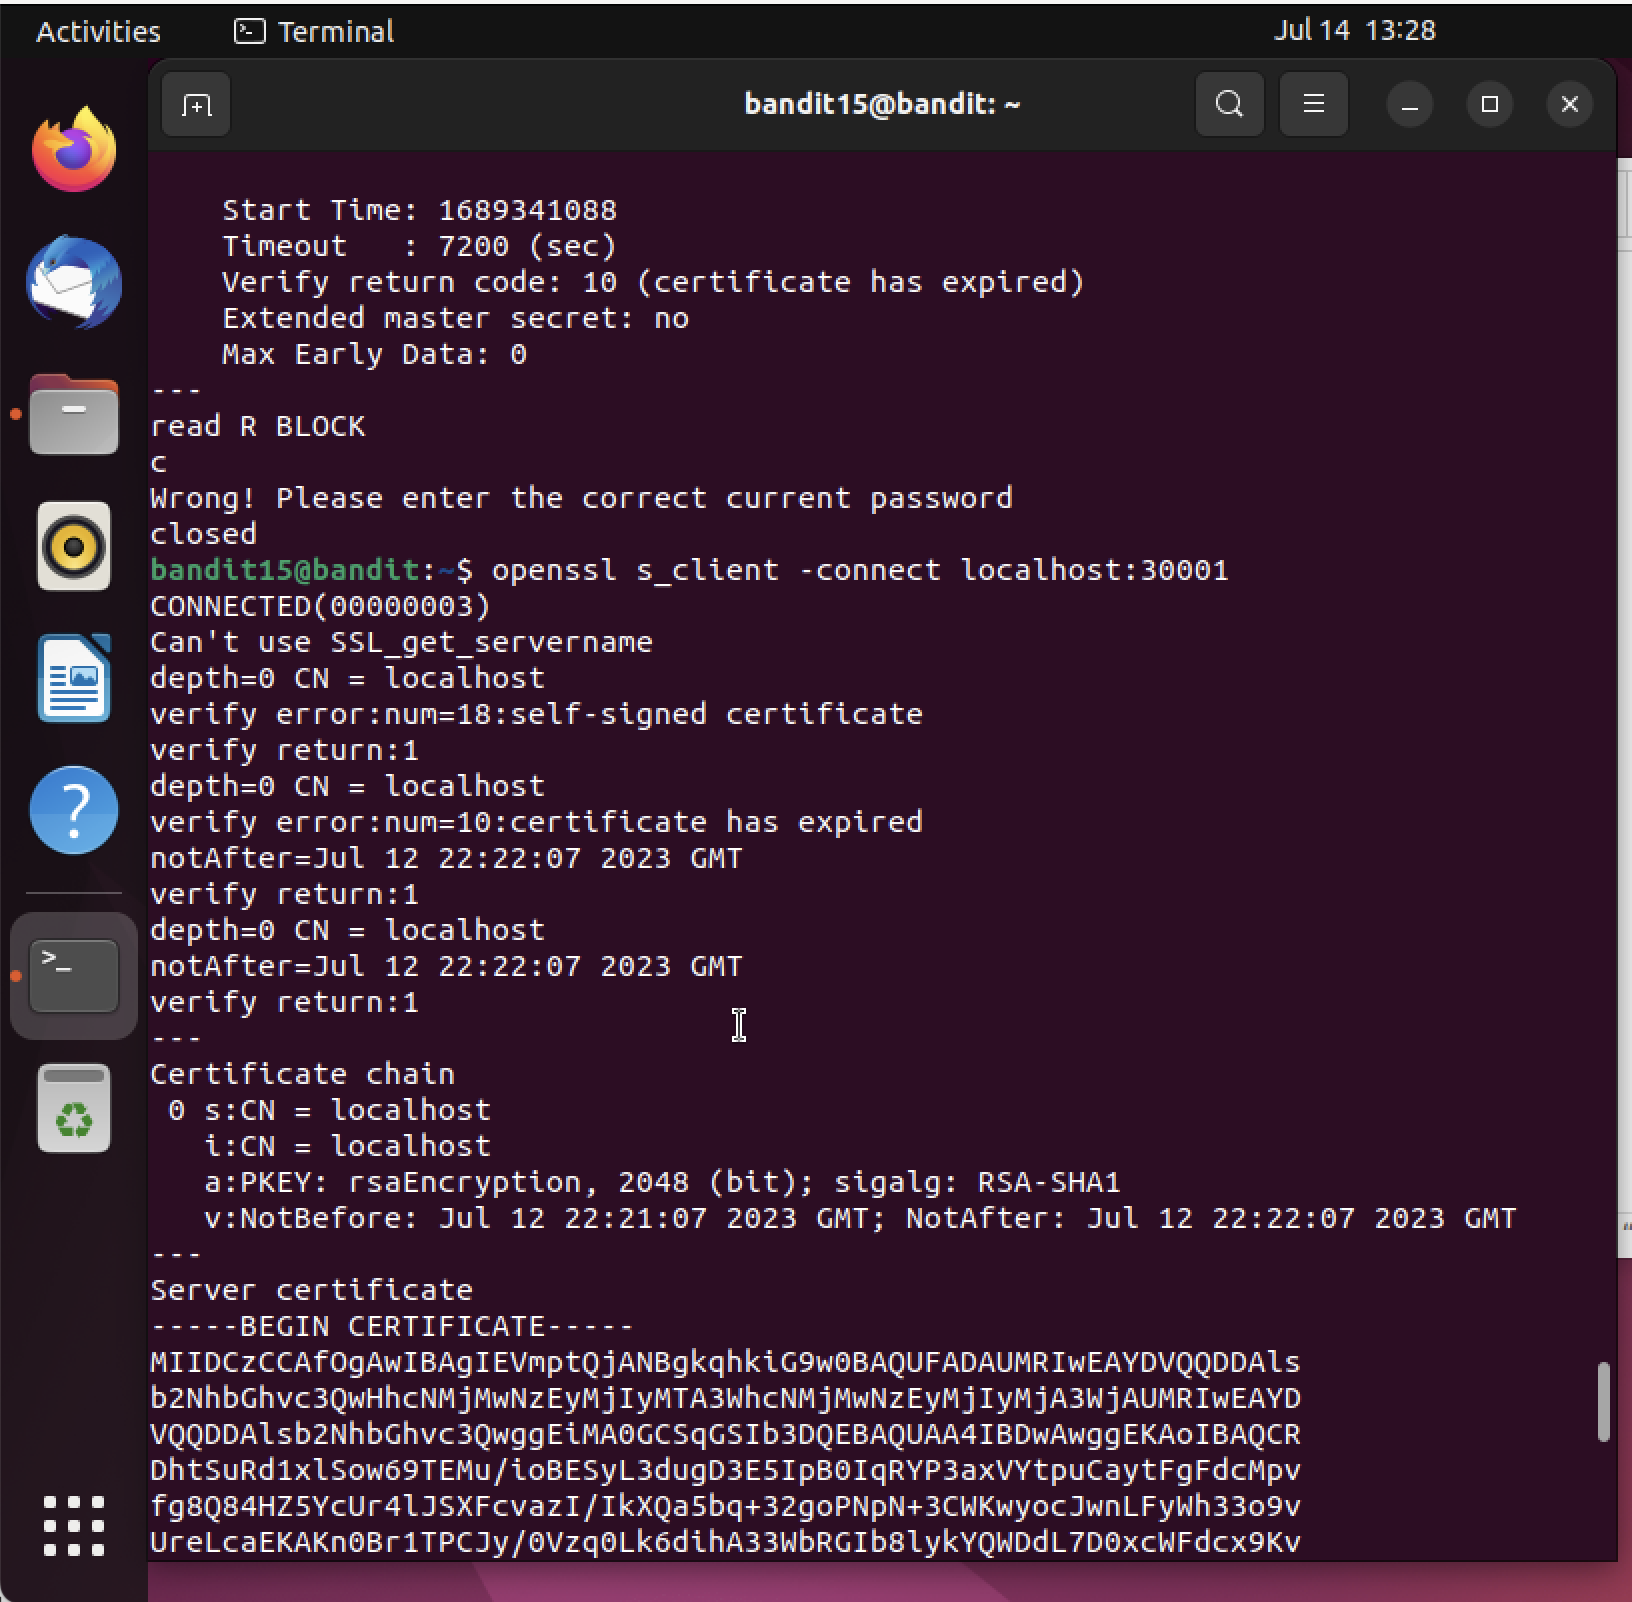 Activities
Terminal
Jul 14 13:28
bandit15@bandit: ~
Start Time: 1689341088
Timeout   : 7200 (sec)
Verify return code: 10 (certificate has expired)
Extended master secret: no
Max Early Data: 0
---
read R BLOCK
c
Wrong! Please enter the correct current password
closed
bandit15@bandit:~$ openssl s_client -connect localhost:30001
CONNECTED(00000003)
Can't use SSL_get_servername
depth=0 CN = localhost
verify error:num=18:self-signed certificate
verify return:1
depth=0 CN = localhost
verify error:num=10:certificate has expired
notAfter=Jul 12 22:22:07 2023 GMT
verify return:1
depth=0 CN = localhost
notAfter=Jul 12 22:22:07 2023 GMT
verify return:1
---
Certificate chain
 0 s:CN = localhost
   i:CN = localhost
   a:PKEY: rsaEncryption, 2048 (bit); sigalg: RSA-SHA1
   v:NotBefore: Jul 12 22:21:07 2023 GMT; NotAfter: Jul 12 22:22:07 2023 GMT
---
Server certificate
-----BEGIN CERTIFICATE-----
MIIDCzCCAfOgAwIBAgIEVmptQjANBgkqhkiG9w0BAQUFADAUMRIwEAYDVQQDDAls
b2NhbGhvc3QwHhcNMjMwNzEyMjIyMTA3WhcNMjMwNzEyMjIyMjA3WjAUMRIwEAYD
VQQDDAlsb2NhbGhvc3QwggEiMA0GCSqGSIb3DQEBAQUAA4IBDwAwggEKAoIBAQCR
DhtSuRd1xlSow69TEMu/ioBESyL3dugD3E5IpB0IqRYP3axVYtpuCaytFgFdcMpv
fg8Q84HZ5YcUr4lJSXFcvazI/IkXQa5bq+32goPNpN+3CWKwyocJwnLFyWh33o9v
UreLcaEKAKn0Br1TPCJy/0Vzq0Lk6dihA33WbRGIb8lykYQWDdL7D0xcWFdcx9Kv